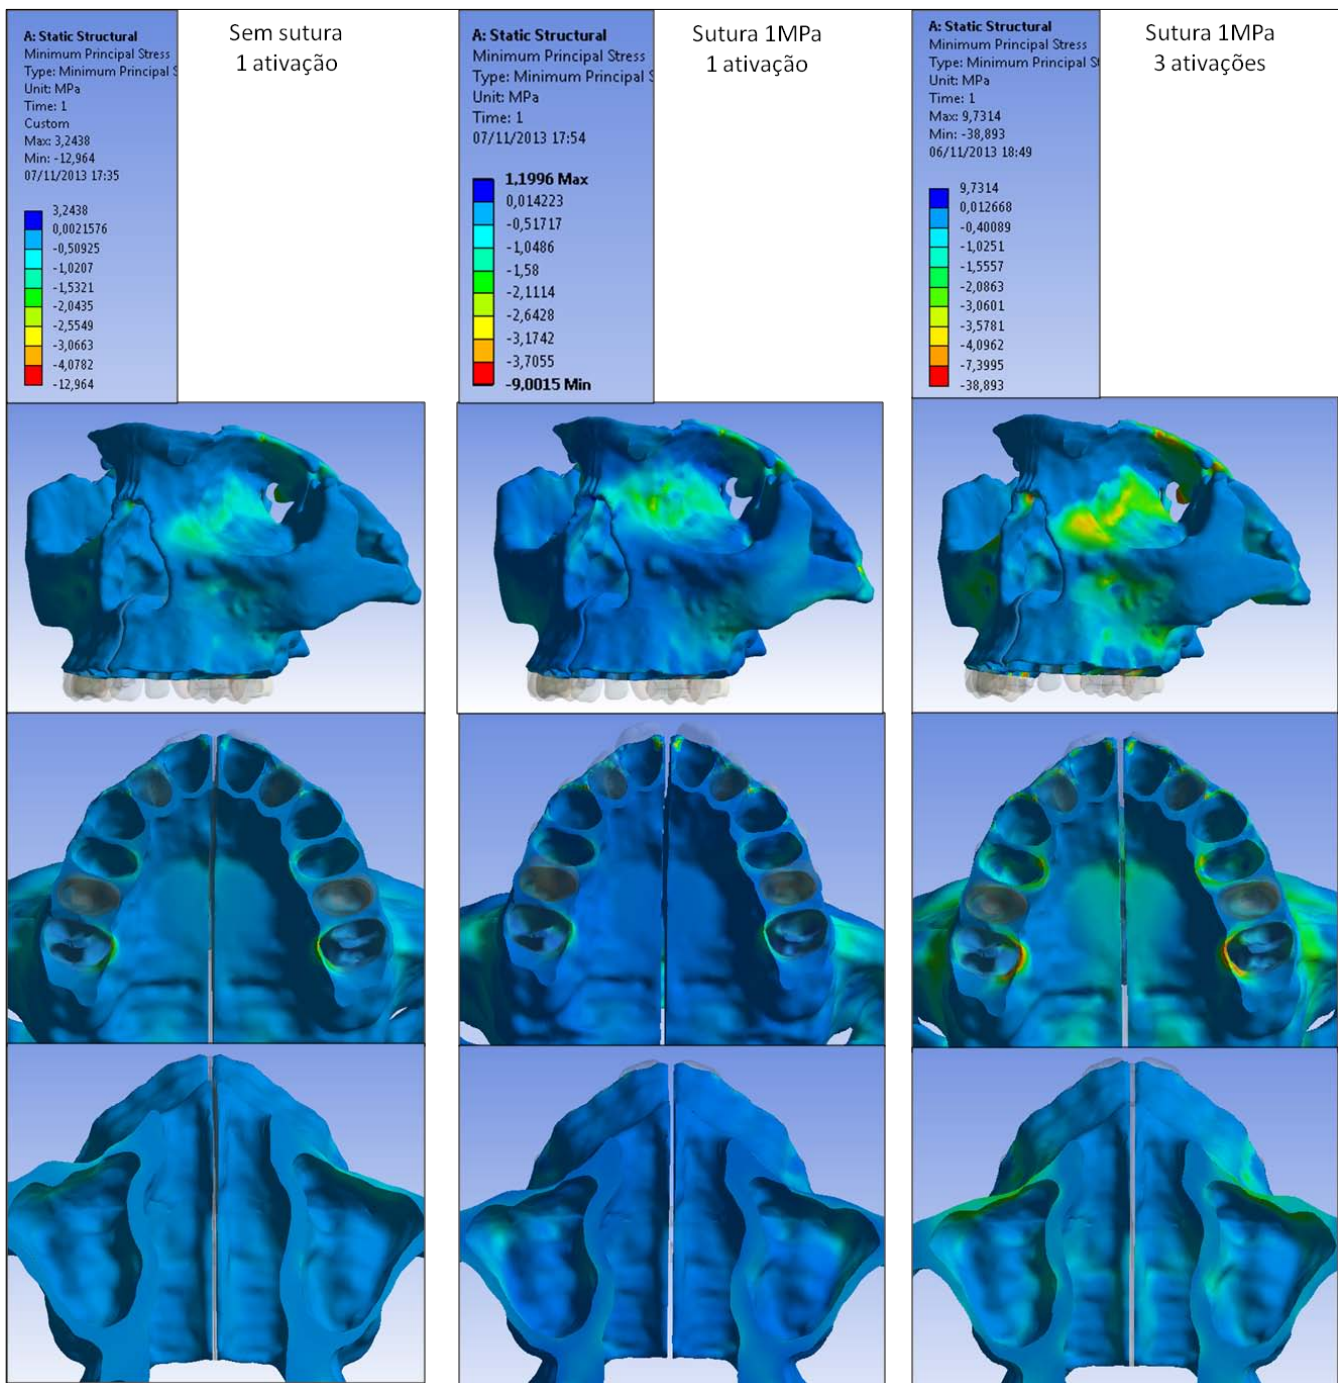 A: Static Structural
Minimum Principal Stress
Type: Minimum Principal S
Unit: MPa
Time: 1
Custom
Max: 3,2438
Min: -12,964
07/11/2013 17:35
3,2438
0,0021576
-0,50925
-1,0207
-1,5321
-2,0435
-2,5549
-3,0663
-4,0782
-12,964
Sem sutura
1 ativação
A: Static Structural
Minimum Principal Stress
Type: Minimum Principal S
Unit: MPa
Time: 1
07/11/2013 17:54
1,1996 Max
0,014223
-0,51717
-1,0486
-1,58
-2,1114
-2,6428
-3,1742
-3,7055
-9,0015 Min
Sutura 1MPa
1 ativação
A: Static Structural
Minimum Principal Stress
Type: Minimum Principal St
Unit: MPa
Time: 1
Max: 9,7314
Min: -38,893
06/11/2013 18:49
9,7314
0,012668
-0,40089
-1,0251
-1,5557
-2,0863
-3,0601
-3,5781
-4,0962
-7,3995
-38,893
Sutura 1MPa
3 ativações